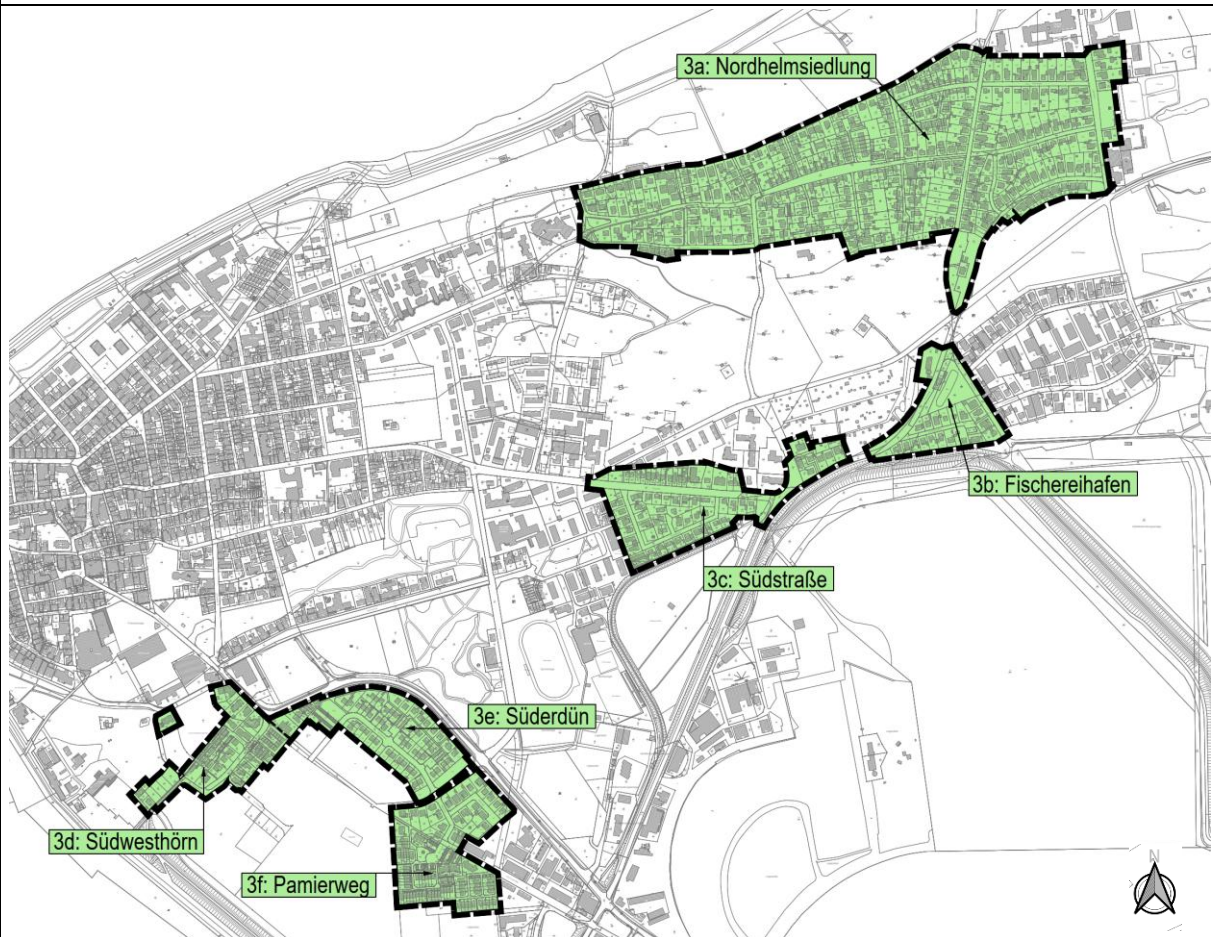 3a: Nordhelmsiedlung
3b: Fischereihafen
3c: Südstraße
3e: Süderdün
3d: Südwesthörn
3f: Pamierweg
N